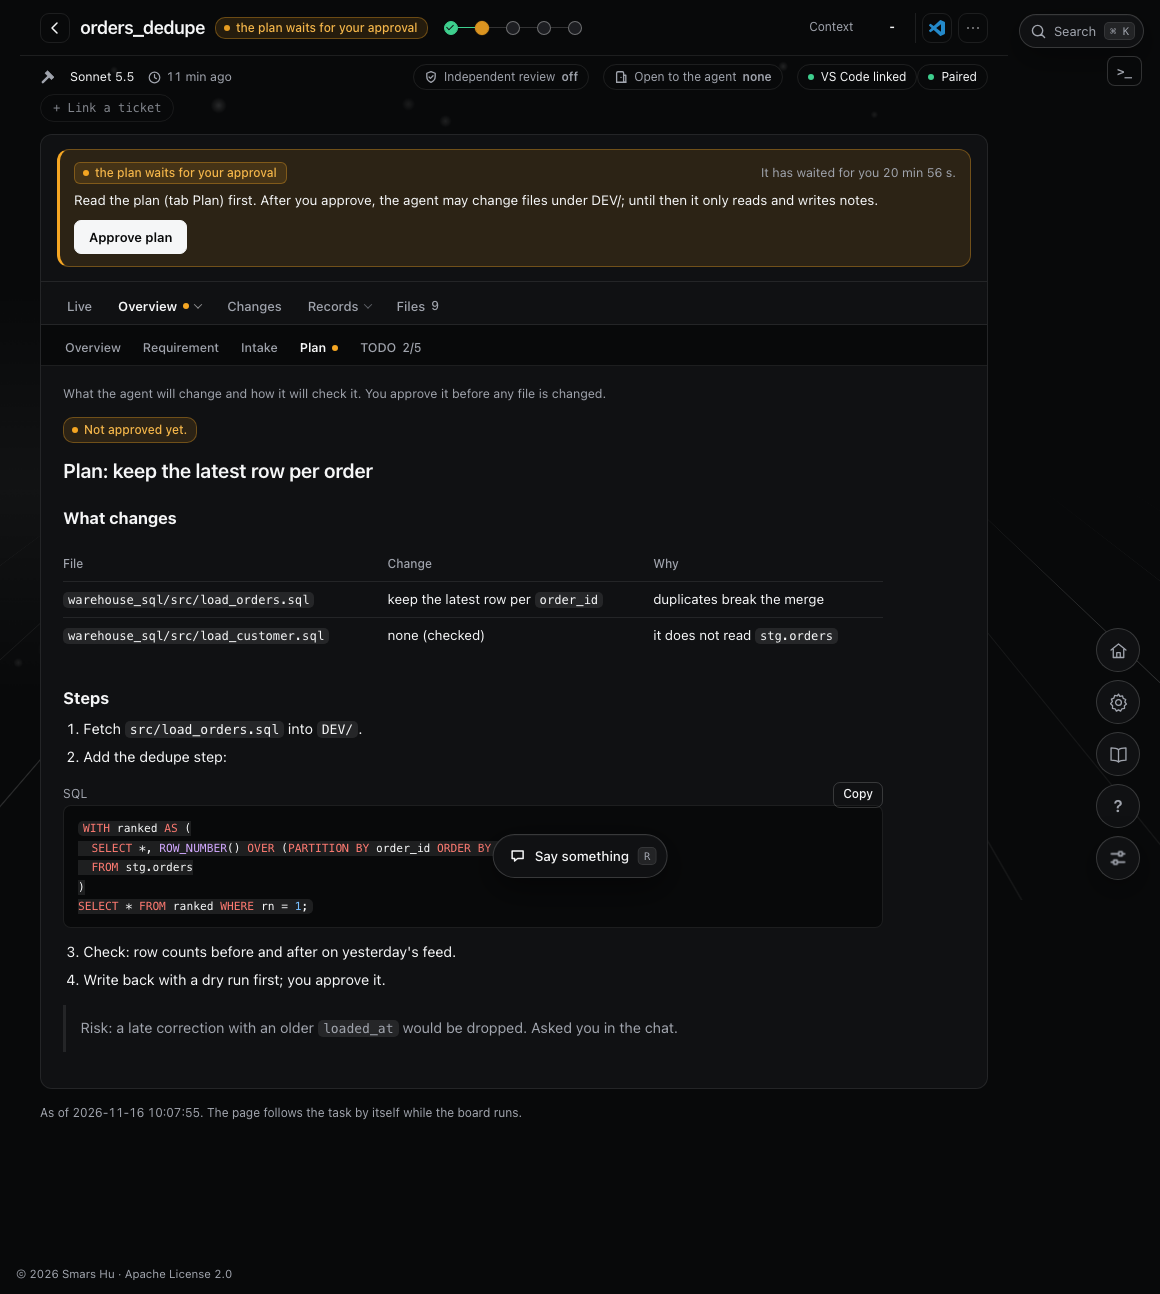 orders_dedupe
the plan waits for your approval
Context -
Search ⌘ K
>_
Sonnet 5.5 11 min ago
Independent review off
Open to the agent none
VS Code linked
Paired
+ Link a ticket
the plan waits for your approval
It has waited for you 20 min 56 s.
Read the plan (tab Plan) first. After you approve, the agent may change files under DEV/; until then it only reads and writes notes.
Approve plan
Live Overview Changes Records Files 9
Overview Requirement Intake Plan TODO 2/5
What the agent will change and how it will check it. You approve it before any file is changed.
Not approved yet.
Plan: keep the latest row per order
What changes
File Change Why
warehouse_sql/src/load_orders.sql keep the latest row per order_id duplicates break the merge
warehouse_sql/src/load_customer.sql none (checked) it does not read stg.orders
Steps
1. Fetch src/load_orders.sql into DEV/.
2. Add the dedupe step:
SQL
Copy
WITH ranked AS (
SELECT *, ROW_NUMBER() OVER (PARTITION BY order_id ORDER BY
Say something R
FROM stg.orders
)
SELECT * FROM ranked WHERE rn = 1;
3. Check: row counts before and after on yesterday's feed.
4. Write back with a dry run first; you approve it.
Risk: a late correction with an older loaded_at would be dropped. Asked you in the chat.
?
As of 2026-11-16 10:07:55. The page follows the task by itself while the board runs.
© 2026 Smars Hu · Apache License 2.0